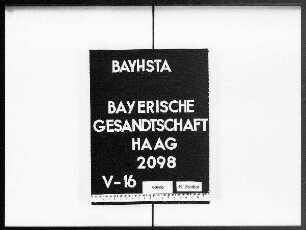 BAYHSTA
BAYERISCHE
GESANDTSCHAFT
HAAG
2098
V-16